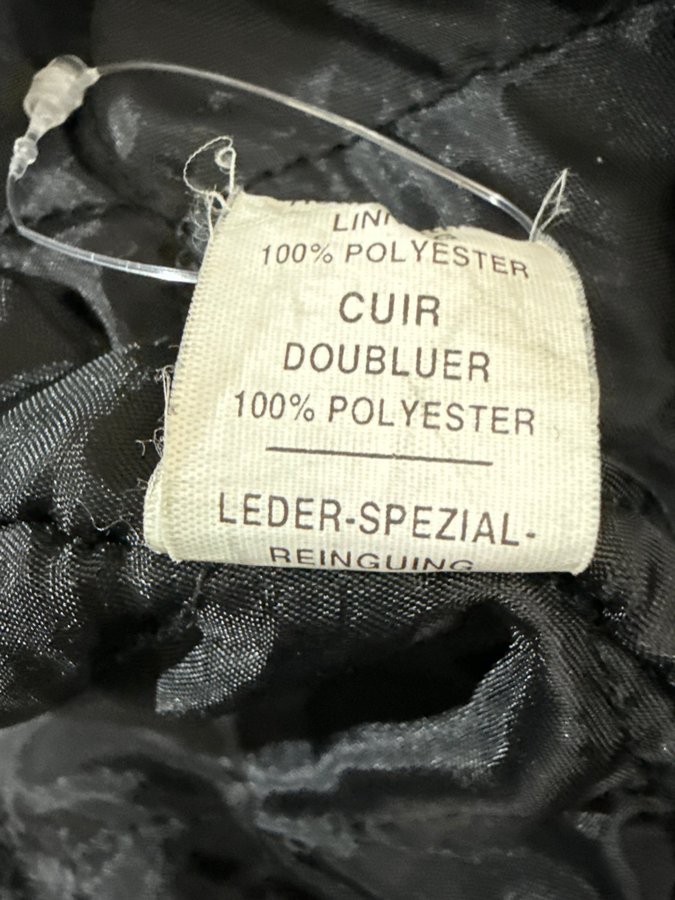 100% POLYESTER
CUIR
DOUBLUER
100% POLYESTER
LEDER-SPEZIAL-
REINGUING